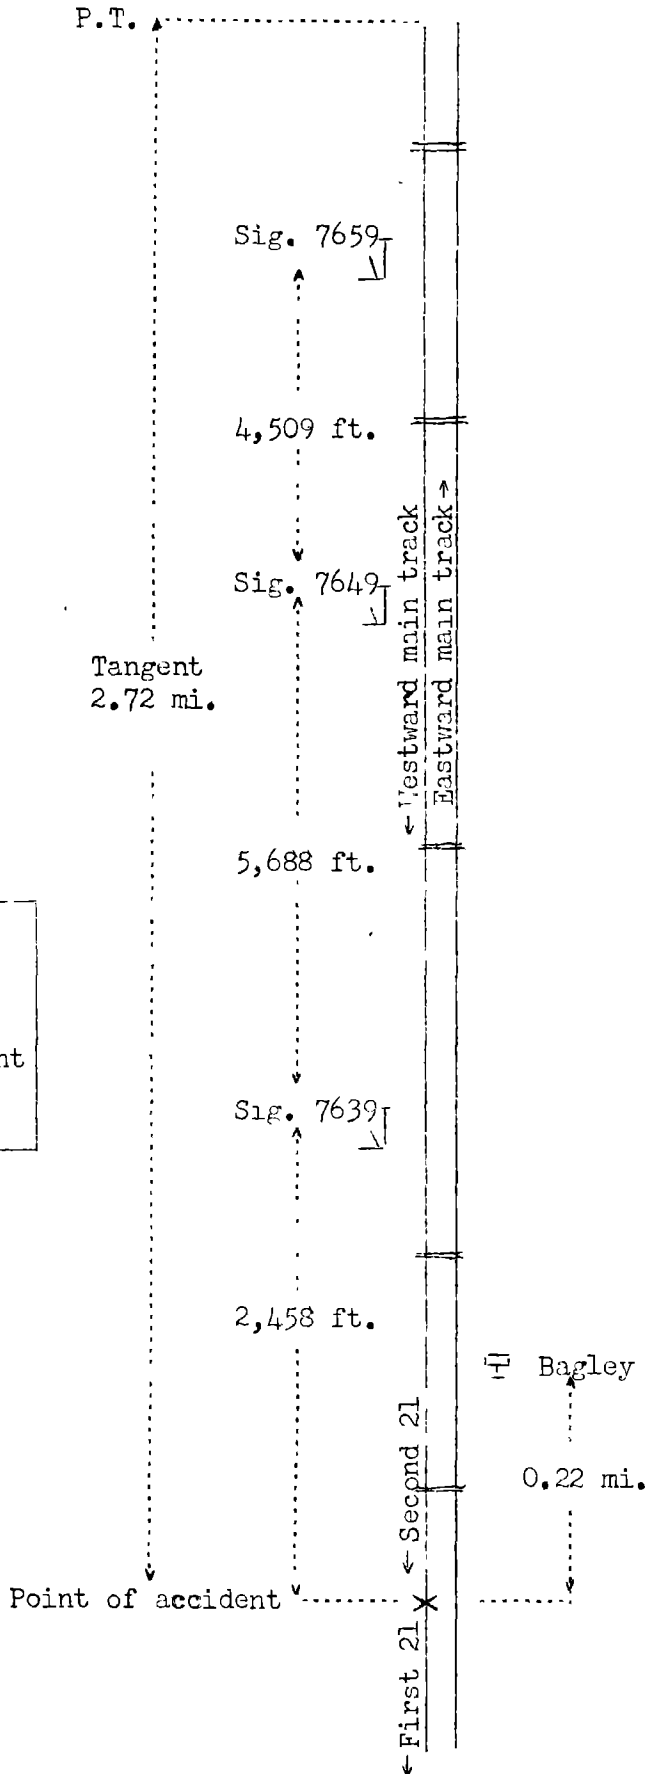 P.T.
Sig. 7659
4,509 ft.
← Westward main track
Eastward main track →
Sig. 7649
Tangent
2.72 mi.
5,688 ft.
Sig. 7639
2,458 ft.
Bagley
0.22 mi.
← Second 21
Point of accident
← First 21